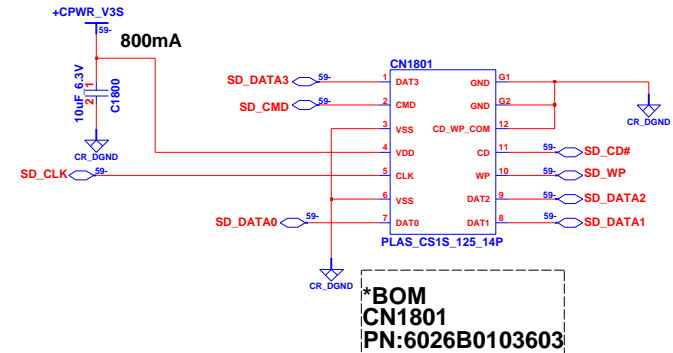 +CPWR_V3S
59-
800mA
1
2
10uF_6.3V
C1800
CR_DGND
CN1801
SD_DATA3 59- 1 DAT3 GND G1
SD_CMD 59- 2 CMD GND G2
3 VSS CD_WP_COM 12
CR_DGND
4 VDD CD 11 59- SD_CD#
SD_CLK 59- 5 CLK WP 10 59- SD_WP
6 VSS DAT2 9 59- SD_DATA2
SD_DATA0 59- 7 DAT0 DAT1 8 59- SD_DATA1
PLAS_CS1S_125_14P
CR_DGND
*BOM
CN1801
PN:6026B0103603